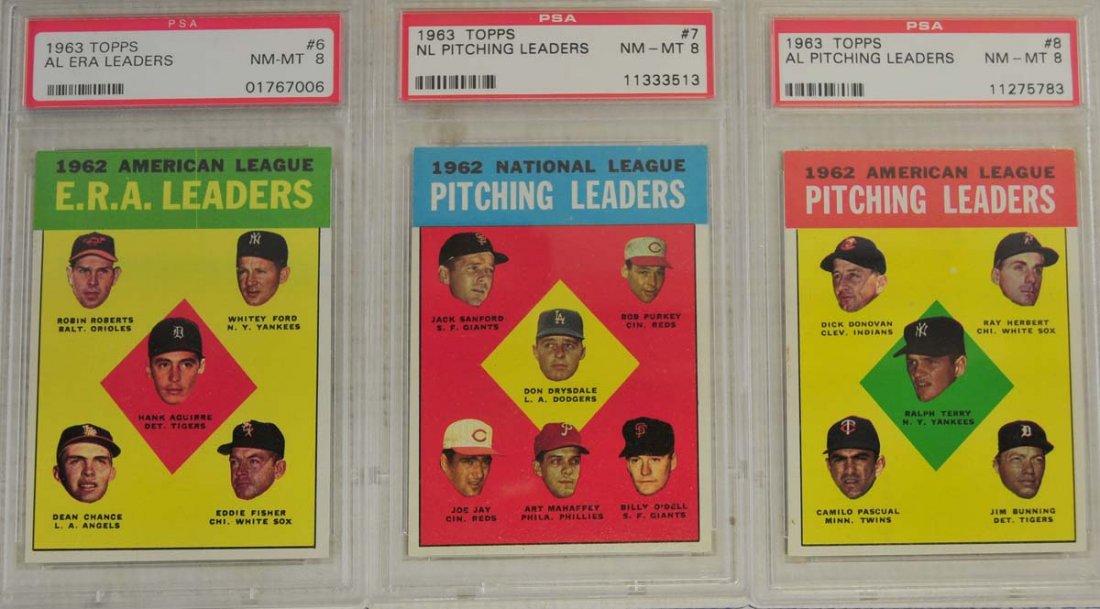 PSA
1963 TOPPS #6
AL ERA LEADERS NM-MT 8
01767006
1962 AMERICAN LEAGUE
E.R.A. LEADERS
ROBIN ROBERTS
BALT. ORIOLES
WHITEY FORD
N. Y. YANKEES
D
HANK AGUIRRE
DET. TIGERS
DEAN CHANCE
L. A. ANGELS
EDDIE FISHER
CHI. WHITE SOX
PSA
1963 TOPPS #7
NL PITCHING LEADERS NM-MT 8
11333513
1962 NATIONAL LEAGUE
PITCHING LEADERS
SF
JACK SANFORD
S. F. GIANTS
C
BOB PURKEY
CIN. REDS
LA
DON DRYSDALE
L. A. DODGERS
C
JOE JAY
CIN. REDS
P
ART MAHAFFEY
PHILA. PHILLIES
SF
BILLY O'DELL
S. F. GIANTS
PSA
1963 TOPPS #8
AL PITCHING LEADERS NM-MT 8
11275783
1962 AMERICAN LEAGUE
PITCHING LEADERS
DICK DONOVAN
CLEV. INDIANS
RAY HERBERT
CHI. WHITE SOX
NY
RALPH TERRY
N. Y. YANKEES
TC
CAMILO PASCUAL
MINN. TWINS
D
JIM BUNNING
DET. TIGERS